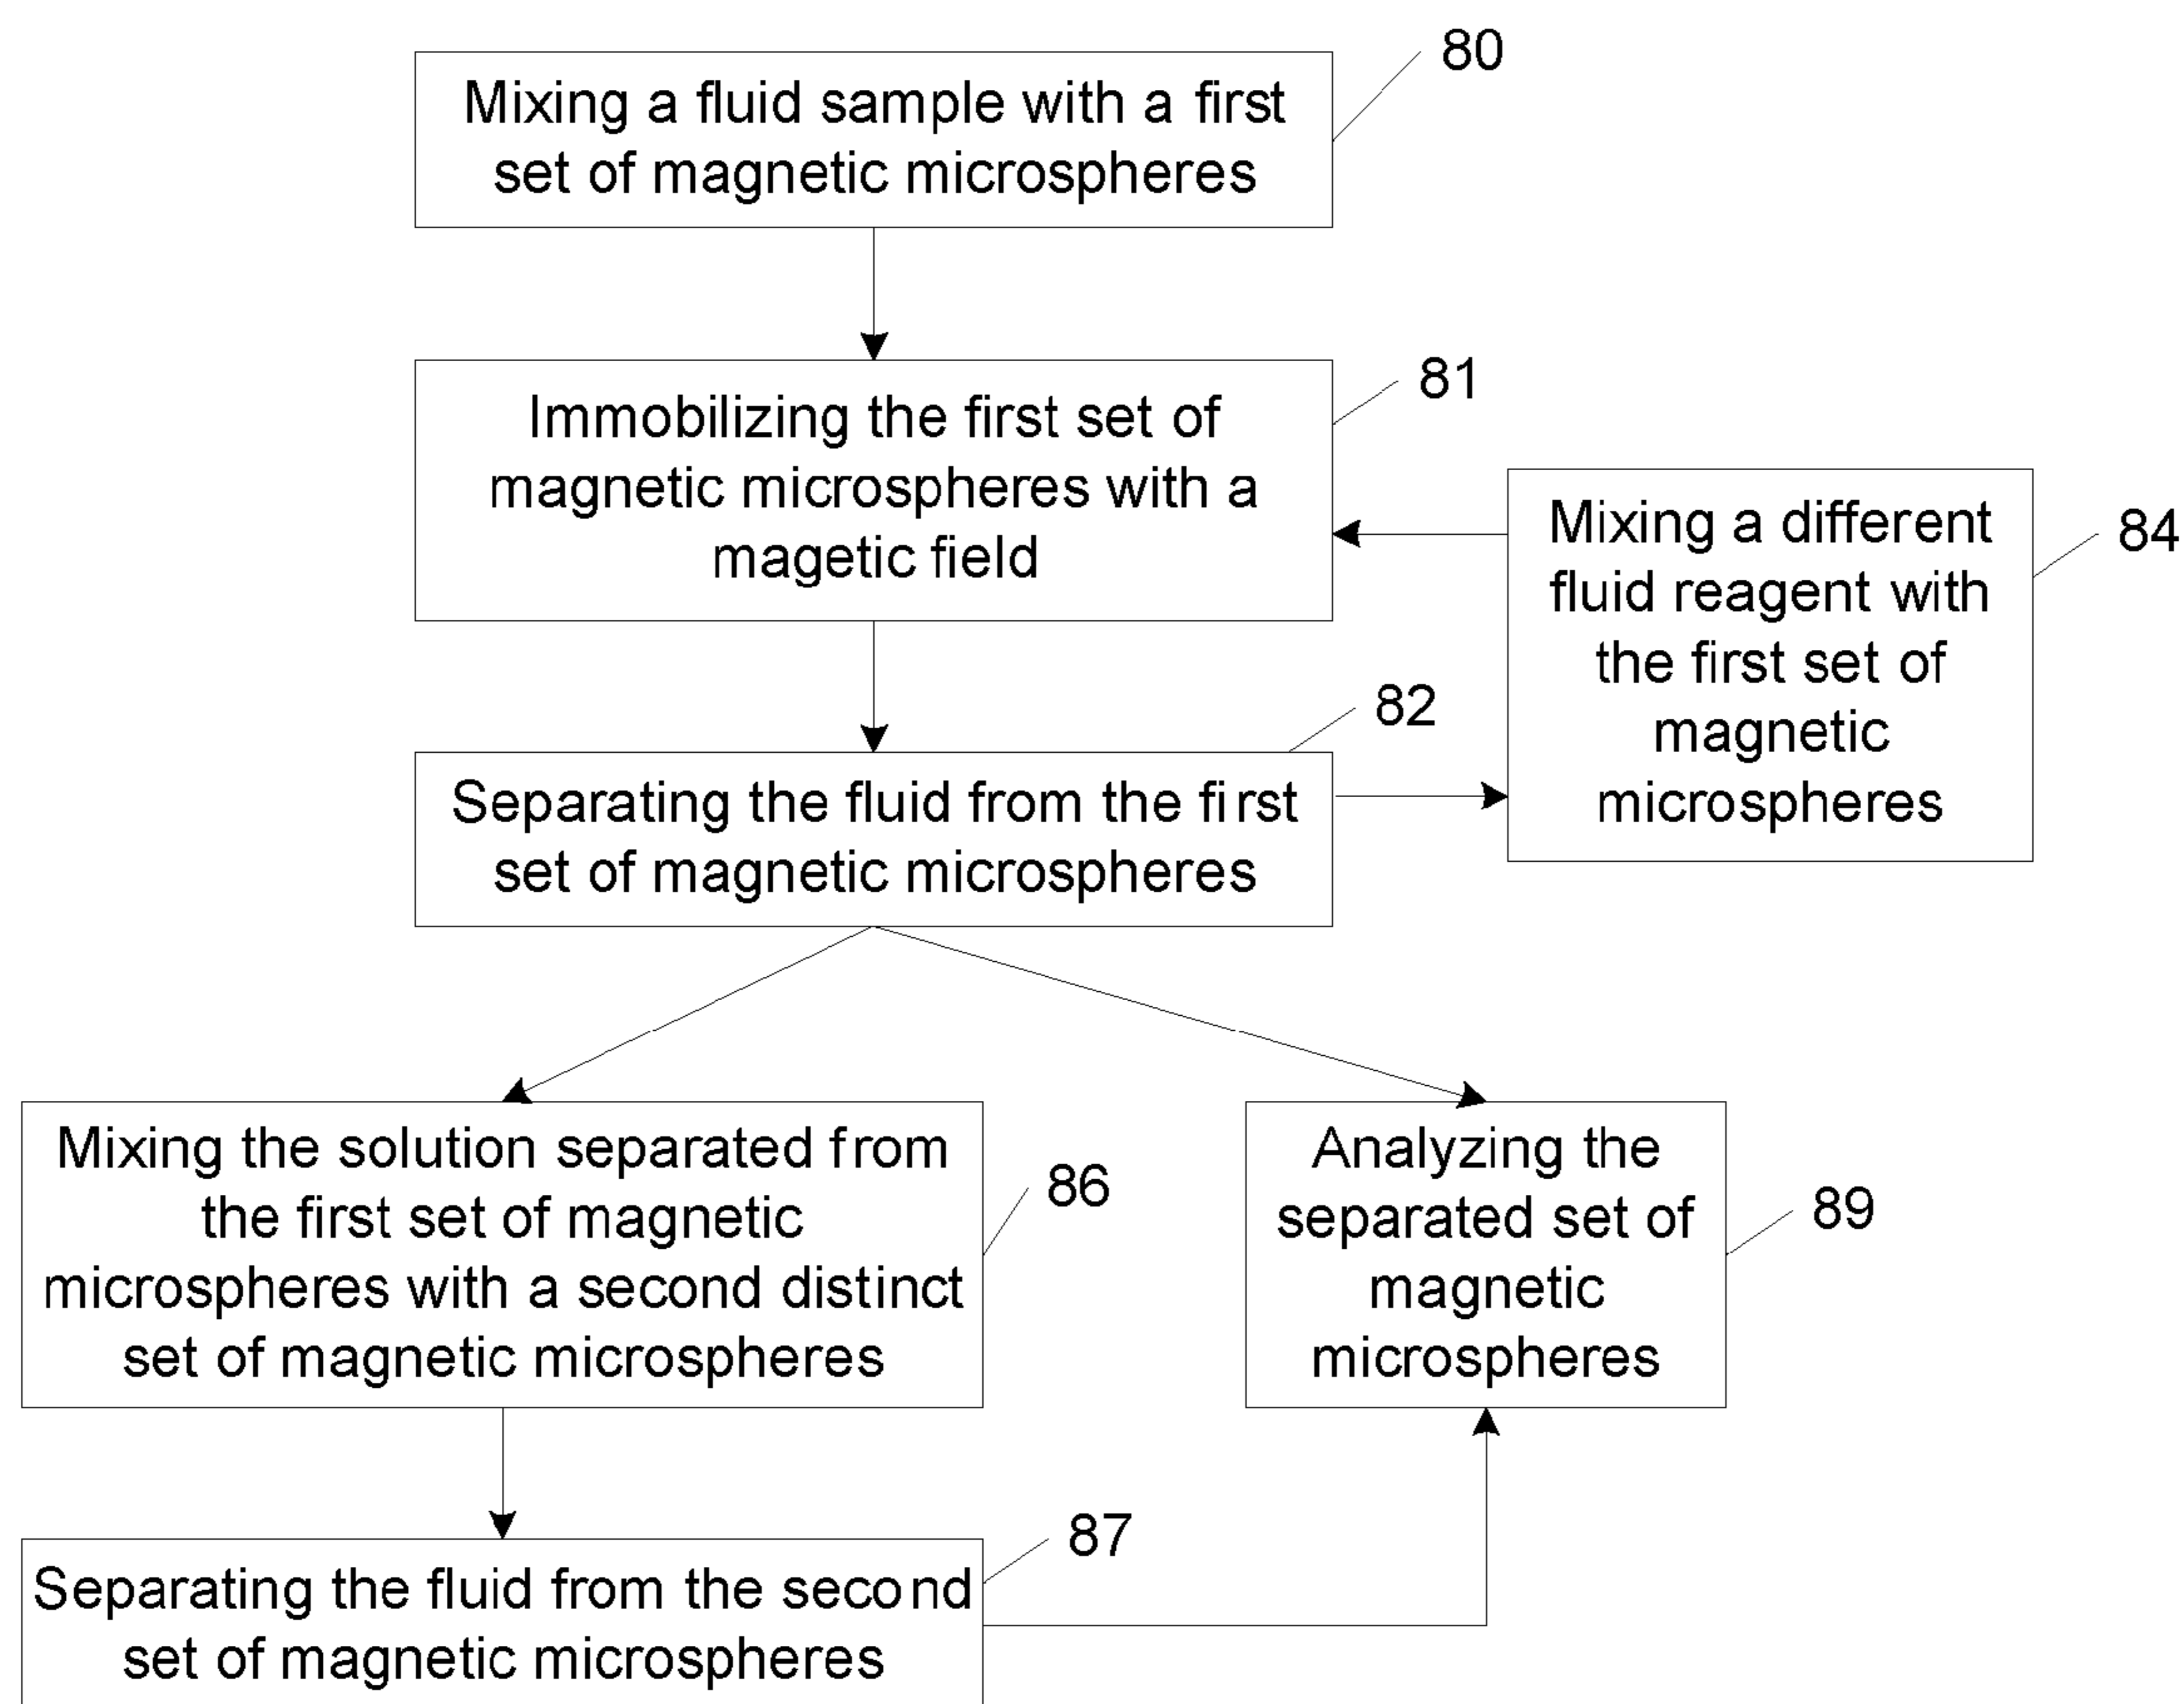 80
Mixing a fluid sample with a first
set of magnetic microspheres
81
Immobilizing the first set of
magnetic microspheres with a
magetic field
84
Mixing a different
fluid reagent with
the first set of
magnetic
microspheres
82
Separating the fluid from the first
set of magnetic microspheres
86
Mixing the solution separated from
the first set of magnetic
microspheres with a second distinct
set of magnetic microspheres
89
Analyzing the
separated set of
magnetic
microspheres
87
Separating the fluid from the second
set of magnetic microspheres